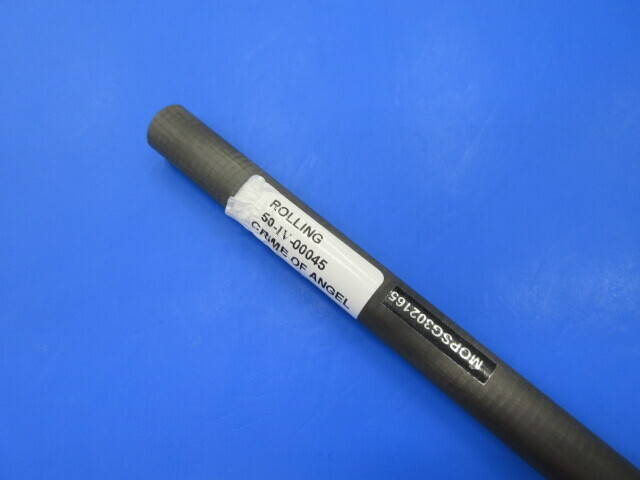 ROLLING
50-IV-00045
CRIME OF ANGEL
MOPSG302165